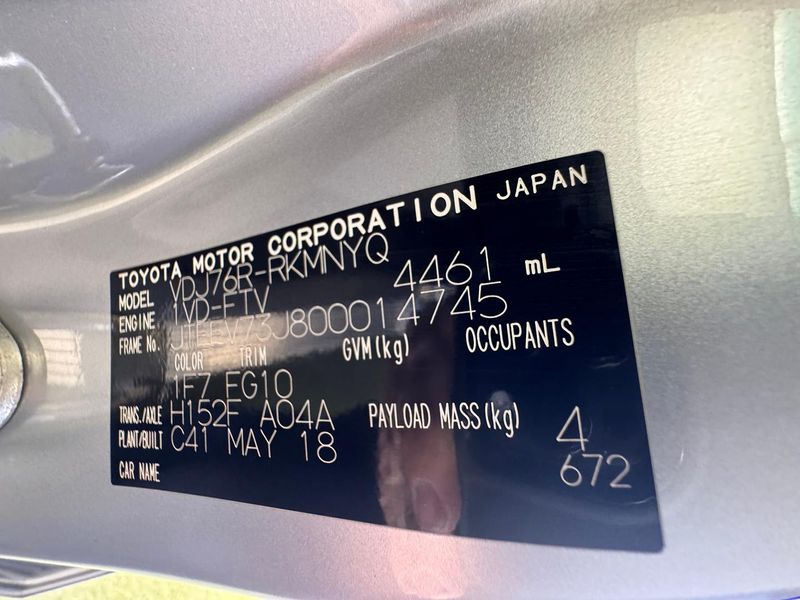 TOYOTA MOTOR CORPORATION JAPAN
MODEL VDJ76R-RKMNYQ
ENGINE 1VD-FTV 4461 mL
FRAME No. JTEEV73J800014745
COLOR TRIM GVM(kg) OCCUPANTS
1F7 FG10
TRANS./AXLE H152F A04A PAYLOAD MASS(kg) 4
PLANT/BUILT C41 MAY 18 672
CAR NAME